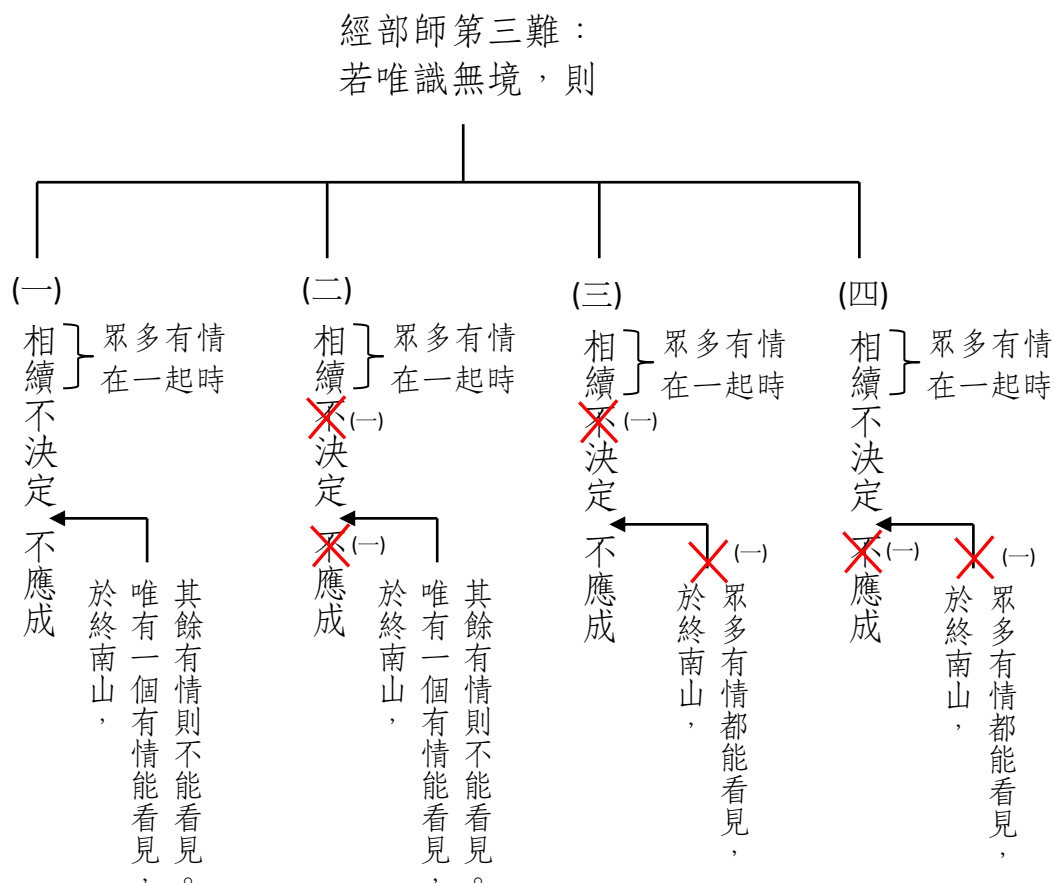 經部師第三難：
若唯識無境，則
(一)
相續不決定不應成
眾多有情
在一起時
其餘有情則不能看見。
唯有一個有情能看見，
於終南山，
(二)
相續不決定不應成
眾多有情
在一起時
(一)
(一)
其餘有情則不能看見。
唯有一個有情能看見，
於終南山，
(三)
相續不決定不應成
眾多有情
在一起時
(一)
(一)
眾多有情都能看見，
於終南山，
(四)
相續不決定不應成
眾多有情
在一起時
(一)
(一)
眾多有情都能看見，
於終南山，